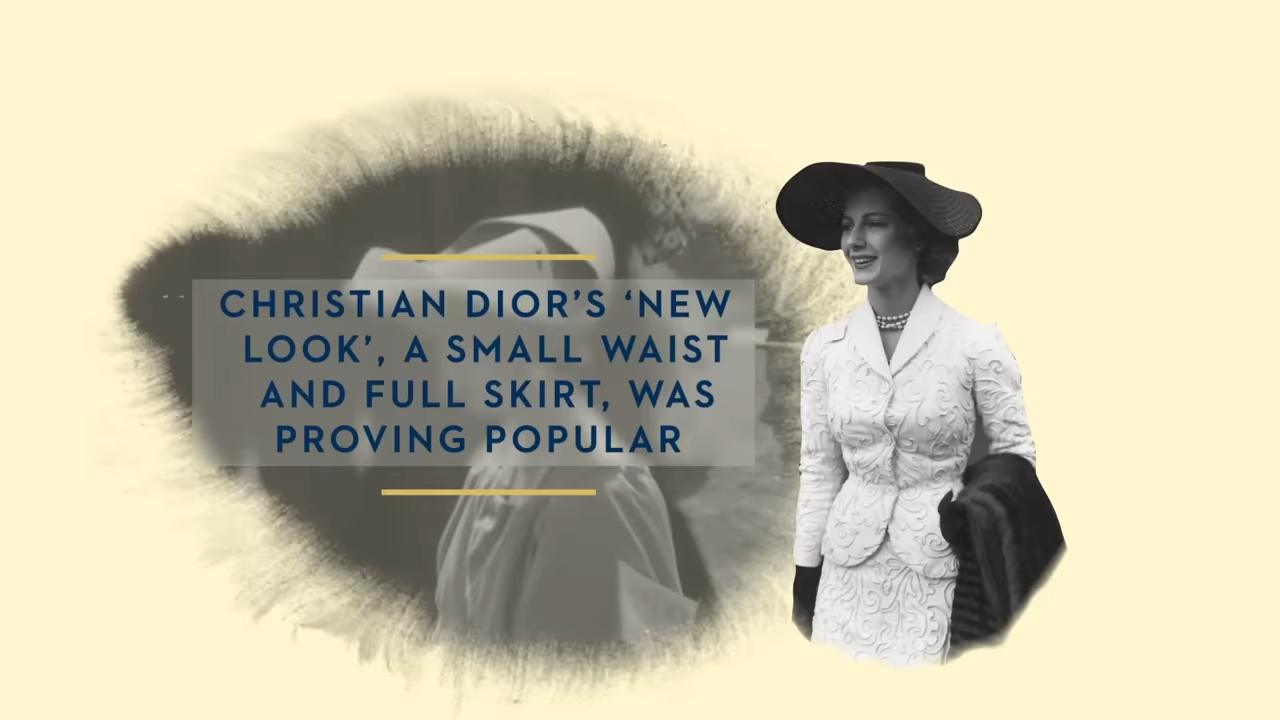 CHRISTIAN DIOR’S ‘NEW
LOOK’, A SMALL WAIST
AND FULL SKIRT, WAS
PROVING POPULAR